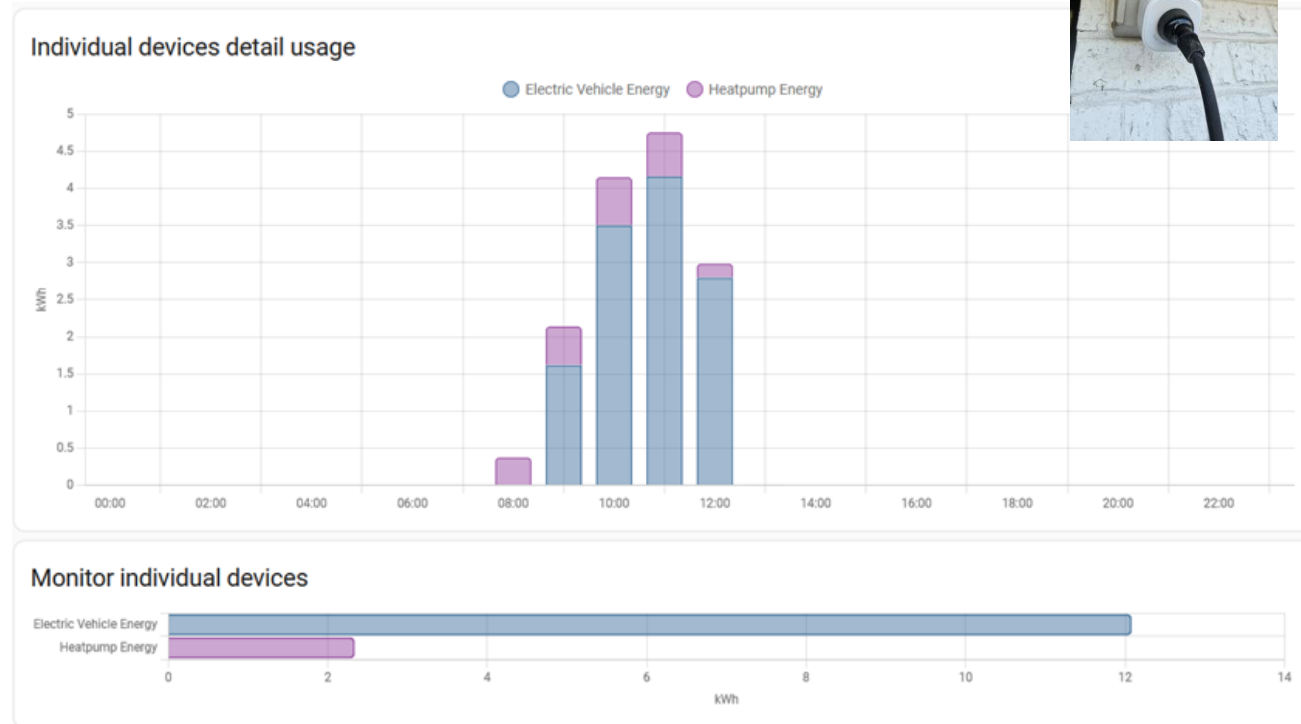 Individual devices detail usage
Electric Vehicle Energy Heatpump Energy
5
4.5
4
3.5
3
2.5
2
1.5
1
0.5
0
kWh
00:00 02:00 04:00 06:00 08:00 10:00 12:00 14:00 16:00 18:00 20:00 22:00
Monitor individual devices
Electric Vehicle Energy
Heatpump Energy
0 2 4 6 8 10 12 14
kWh